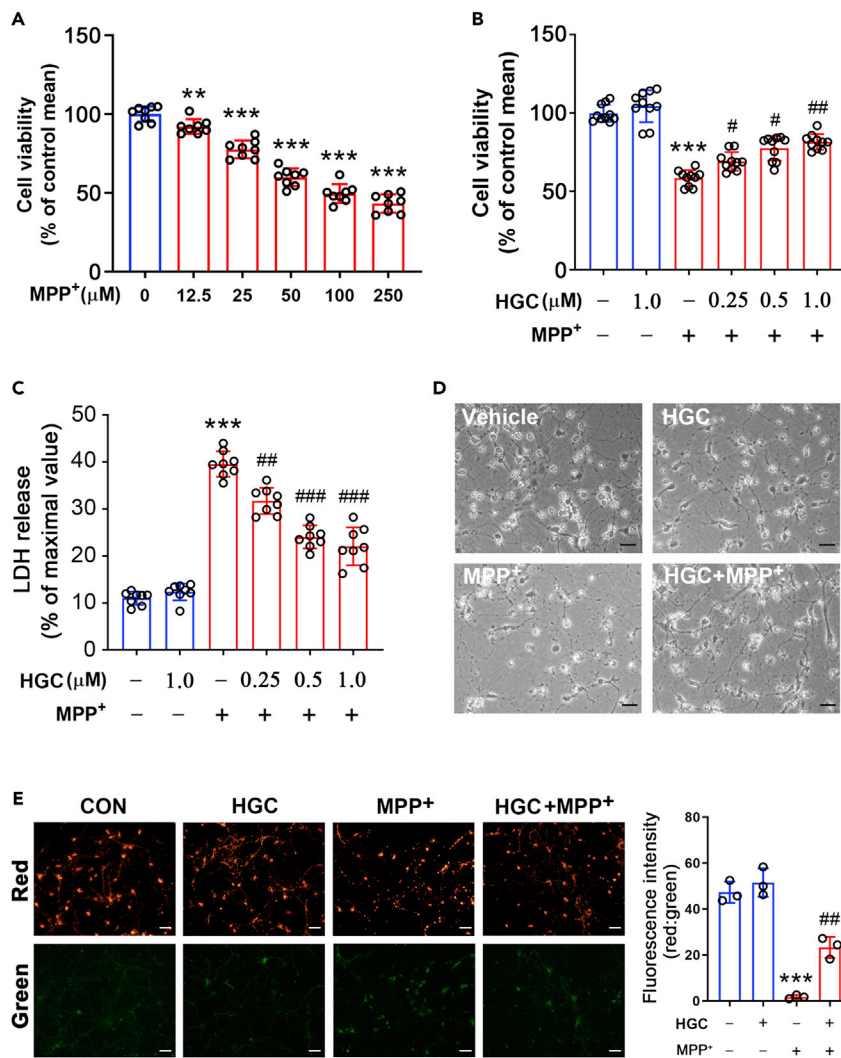 A
Cell viability
(% of control mean)
150
100
50
0
** *** *** *** ***
MPP+(µM) 0 12.5 25 50 100 250
B
Cell viability
(% of control mean)
150
100
50
0
*** # # ##
HGC(µM) – 1.0 – 0.25 0.5 1.0
MPP+ – – + + + +
C
LDH release
(% of maximal value)
50
40
30
20
10
0
*** ## ### ###
HGC(µM) – 1.0 – 0.25 0.5 1.0
MPP+ – – + + + +
D
Vehicle HGC
MPP+ HGC+MPP+
E
CON HGC MPP+ HGC+MPP+
Red
Green
Fluorescence intensity
(red:green)
80
60
40
20
0
*** ##
HGC – + – +
MPP+ – – + +